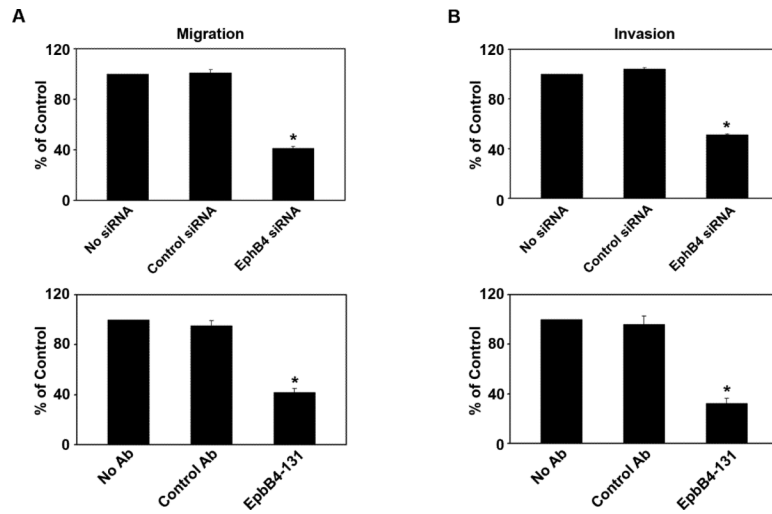 A
Migration
120
80
40
0
% of Control
*
No siRNA
Control siRNA
EphB4 siRNA
120
80
40
0
% of Control
*
No Ab
Control Ab
EpbB4-131
B
Invasion
120
80
40
0
% of Control
*
No siRNA
Control siRNA
EphB4 siRNA
120
80
40
0
% of Control
*
No Ab
Control Ab
EpbB4-131